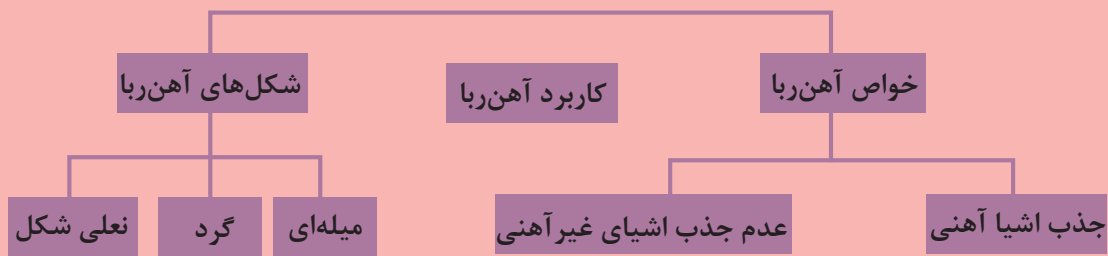 خواص آهن‌ربا
کاربرد آهن‌ربا
شکل‌های آهن‌ربا
جذب اشیا آهنی
عدم جذب اشیای غیرآهنی
میله‌ای
گرد
نعلی شکل